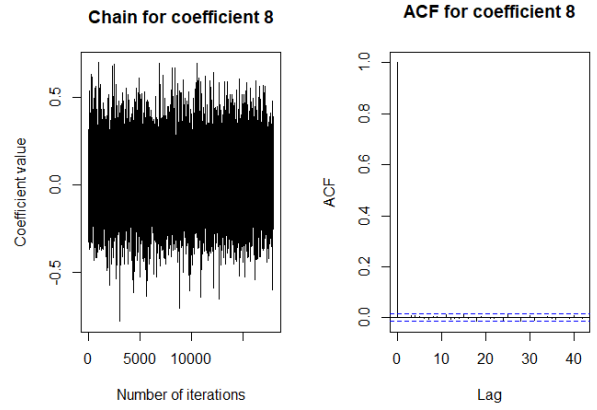 Chain for coefficient 8
Coefficient value
0.5
0.0
-0.5
0 5000 10000
Number of iterations
ACF for coefficient 8
ACF
1.0
0.8
0.6
0.4
0.2
0.0
0 10 20 30 40
Lag